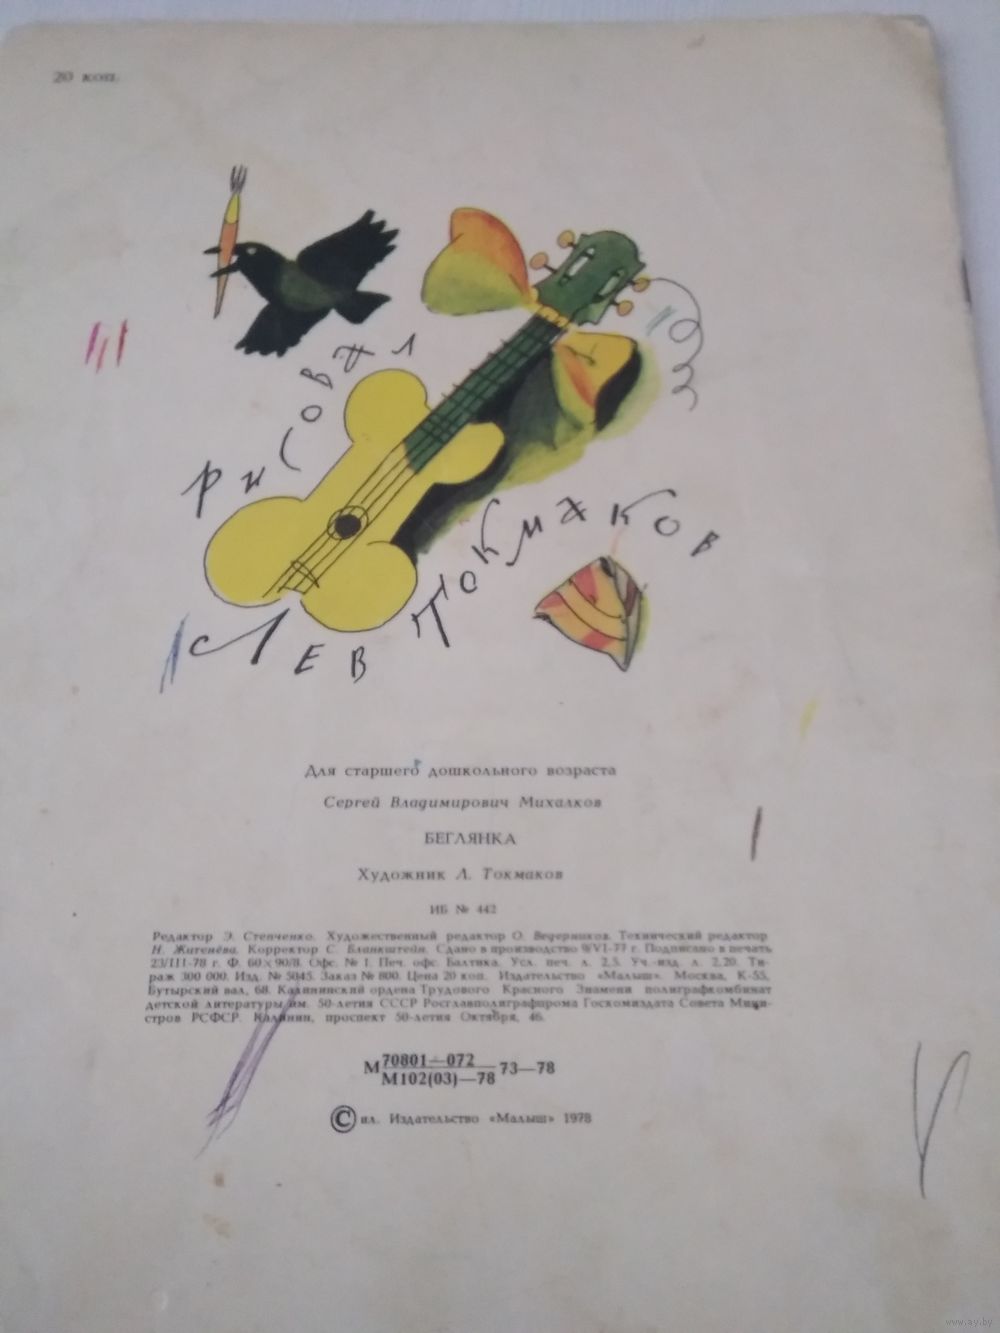 20 коп.
рисовал
Лев Токмаков
Для старшего дошкольного возраста
Сергей Владимирович Михалков
БЕГЛЯНКА
Художник Л. Токмаков
ИБ № 442
Редактор Э. Степченко. Художественный редактор О. Ведерников. Технический редактор
Н. Житенёва. Корректор С. Бланкштейн. Сдано в производство Подписано в печать
23/III-78 г. Ф. 60×90/8. Офс. № 1. Печ. офс. Балтика. Усл. печ. л. 2,5. Уч.-изд. л. 2,20. Ти-
раж 300 000. Изд. № 5045. Заказ № 800. Цена 20 коп. Издательство «Малыш». Москва, К-55,
Бутырский вал, 68. Калининский ордена Трудового Красного Знамени полиграфкомбинат
детской литературы им. 50-летия СССР Росглавполиграфпрома Госкомиздата Совета Мини-
стров РСФСР. Калинин, проспект 50-летия Октября, 46.
М 70801—072
М102(03)—78 73—78
© ил. Издательство «Малыш» 1978
www.ay.by